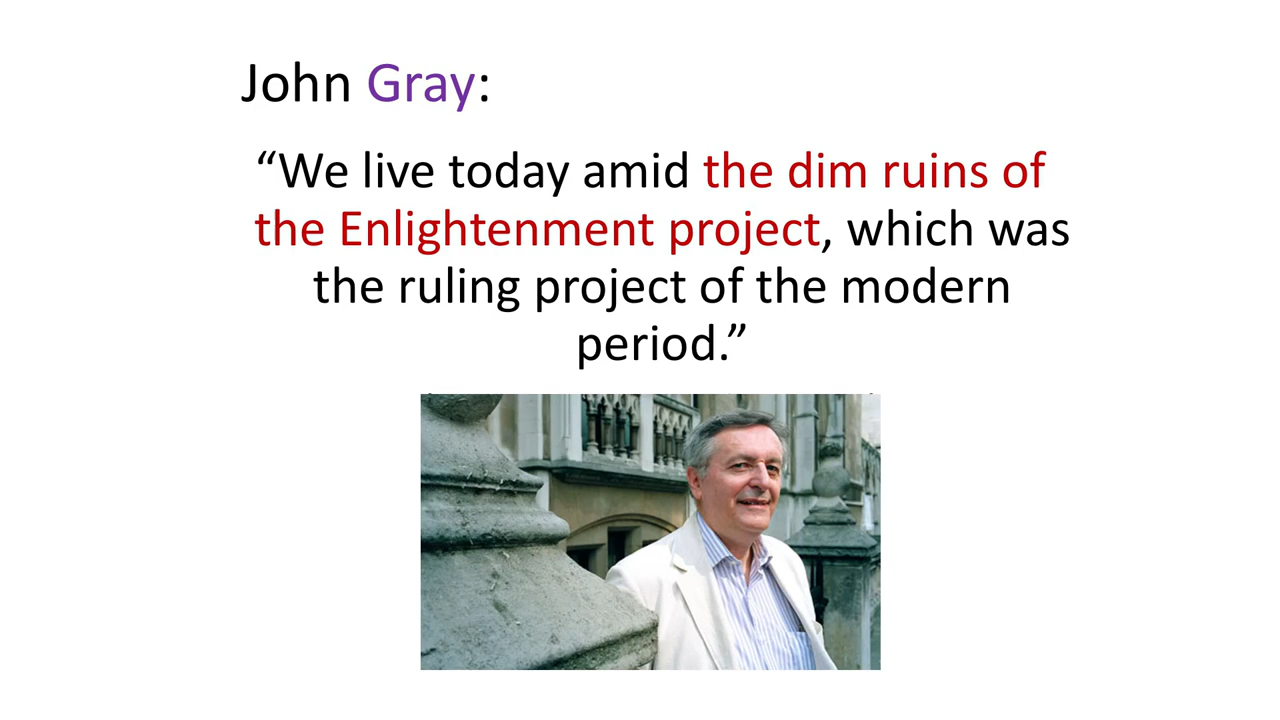 John Gray:
“We live today amid the dim ruins of
the Enlightenment project, which was
the ruling project of the modern
period.”